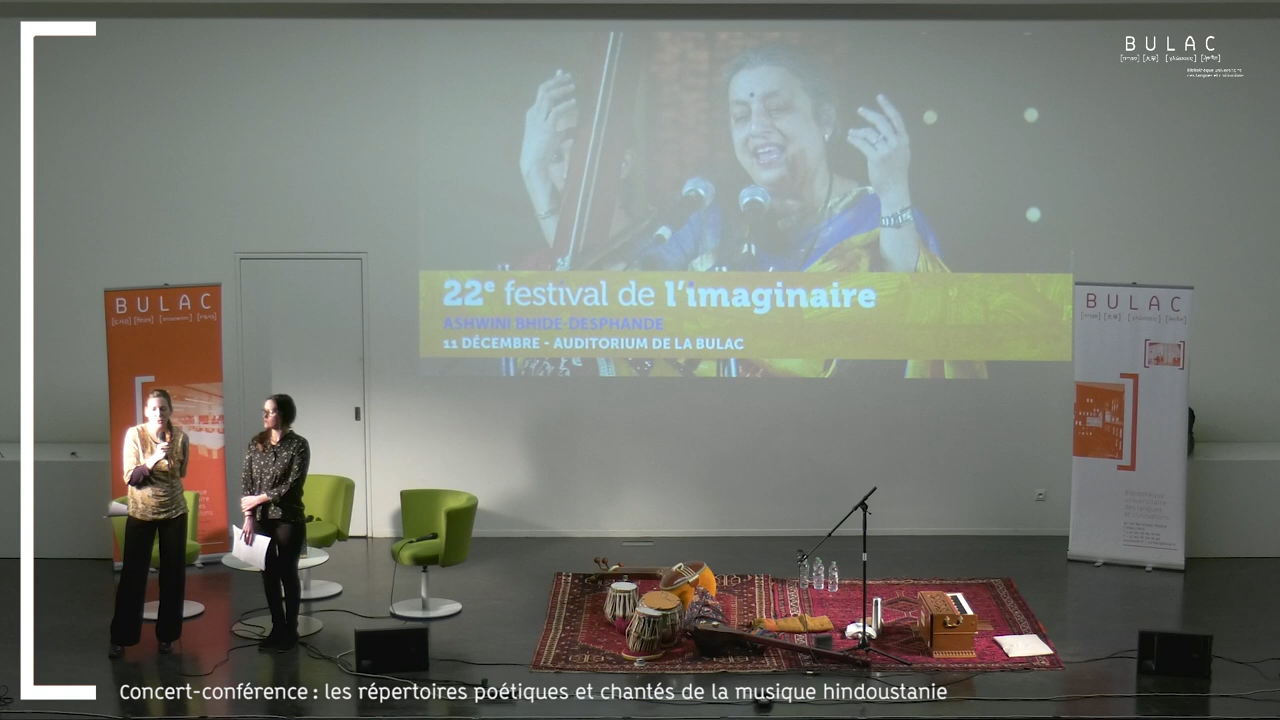 BULAC
22e festival de l'imaginaire
ASHWINI BHIDE-DESPHANDE
11 DÉCEMBRE - AUDITORIUM DE LA BULAC
BULAC
BULAC
Concert-conférence : les répertoires poétiques et chantés de la musique hindoustanie